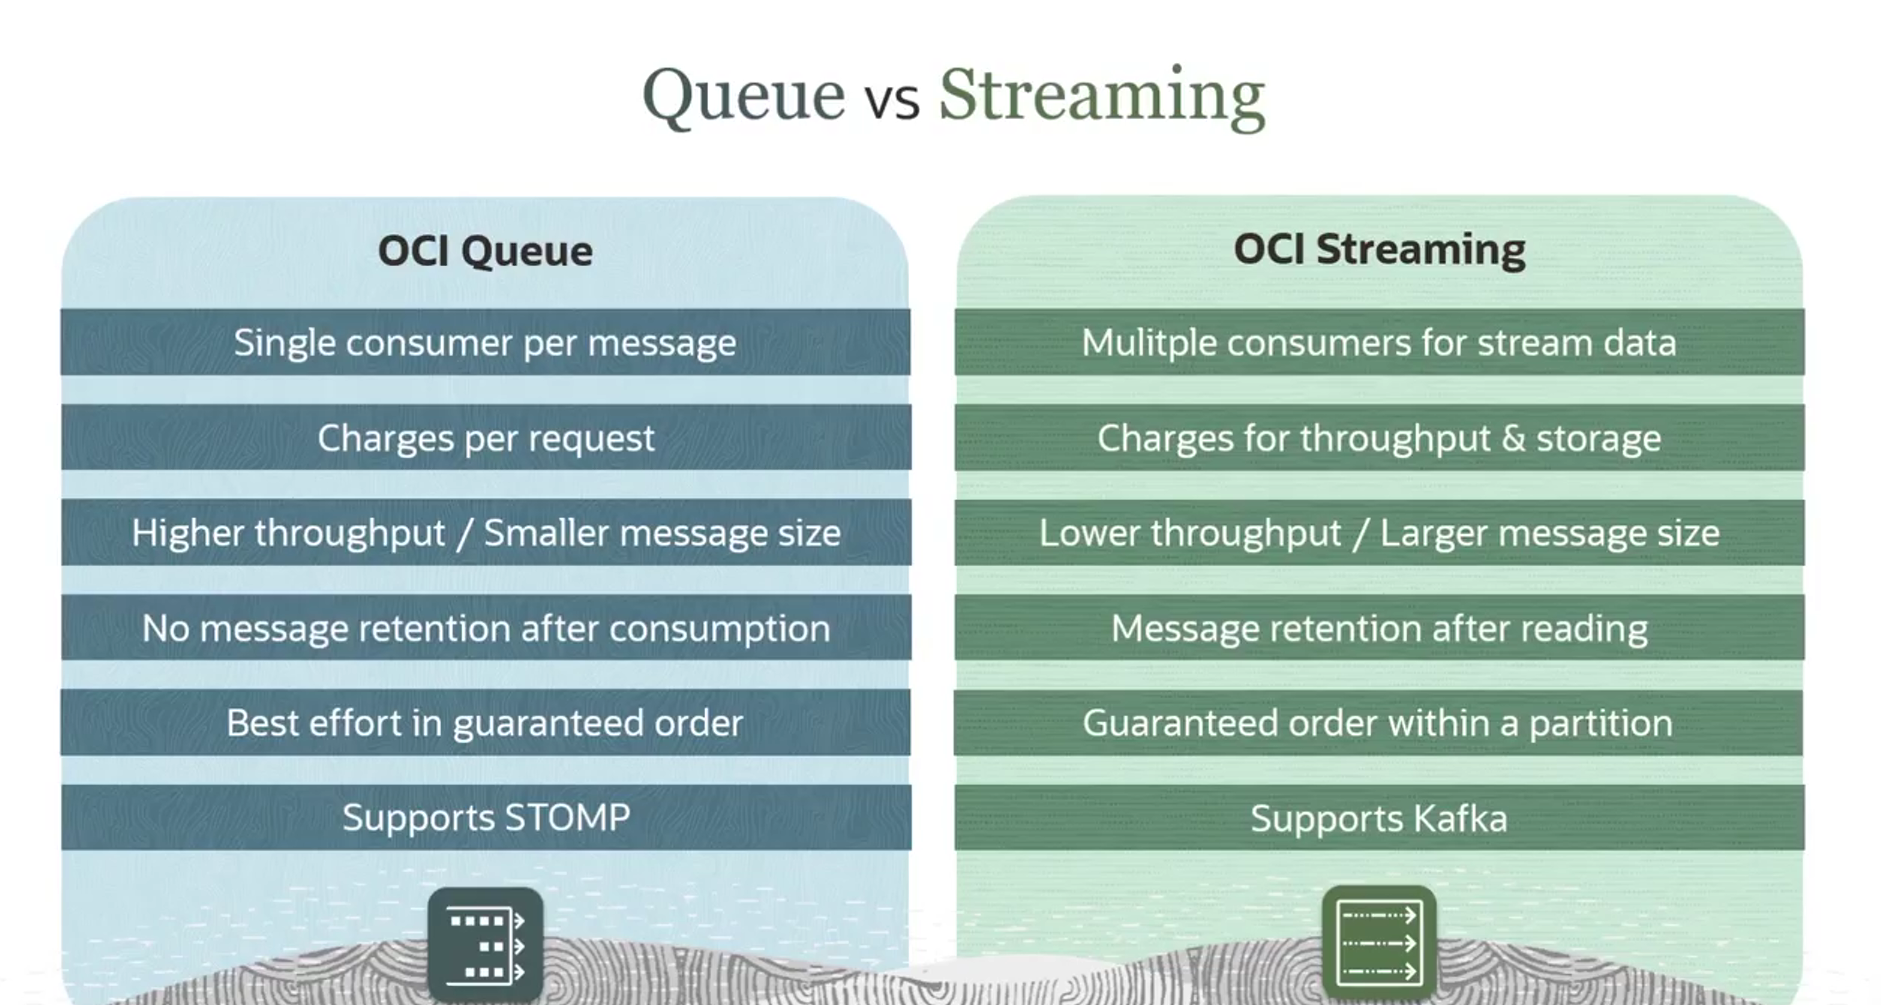 Queue vs Streaming
OCI Queue
Single consumer per message
Charges per request
Higher throughput / Smaller message size
No message retention after consumption
Best effort in guaranteed order
Supports STOMP
OCI Streaming
Mulitple consumers for stream data
Charges for throughput & storage
Lower throughput / Larger message size
Message retention after reading
Guaranteed order within a partition
Supports Kafka